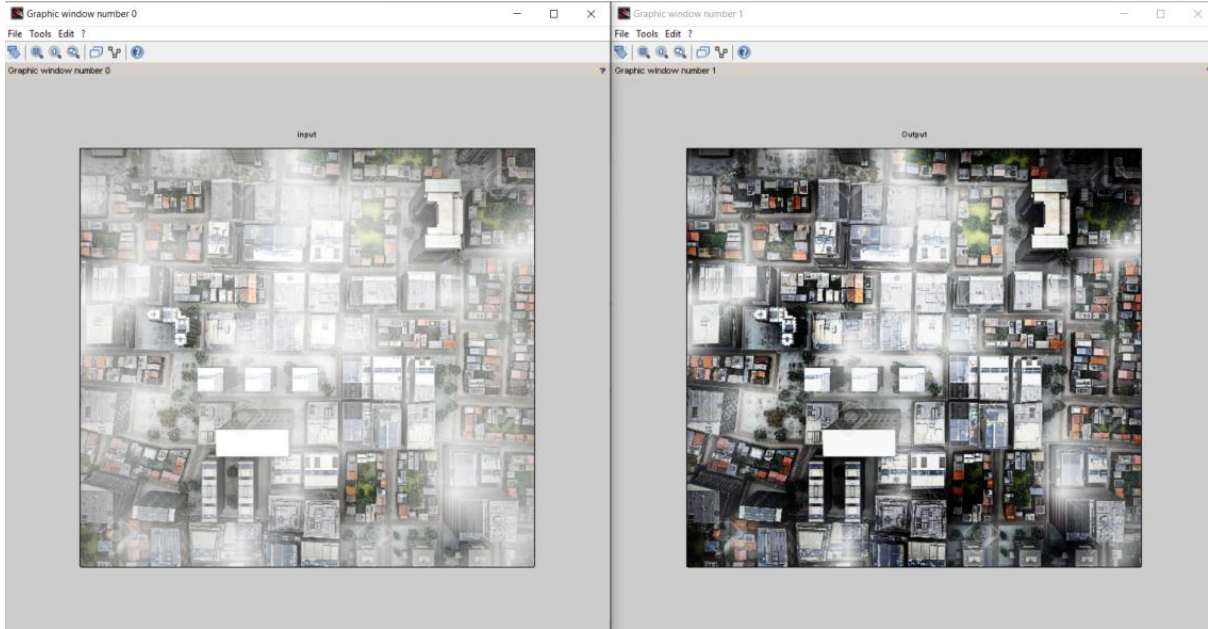 Graphic window number 0
File Tools Edit ?
Graphic window number 0
?
input
Graphic window number 1
File Tools Edit ?
Graphic window number 1
Output